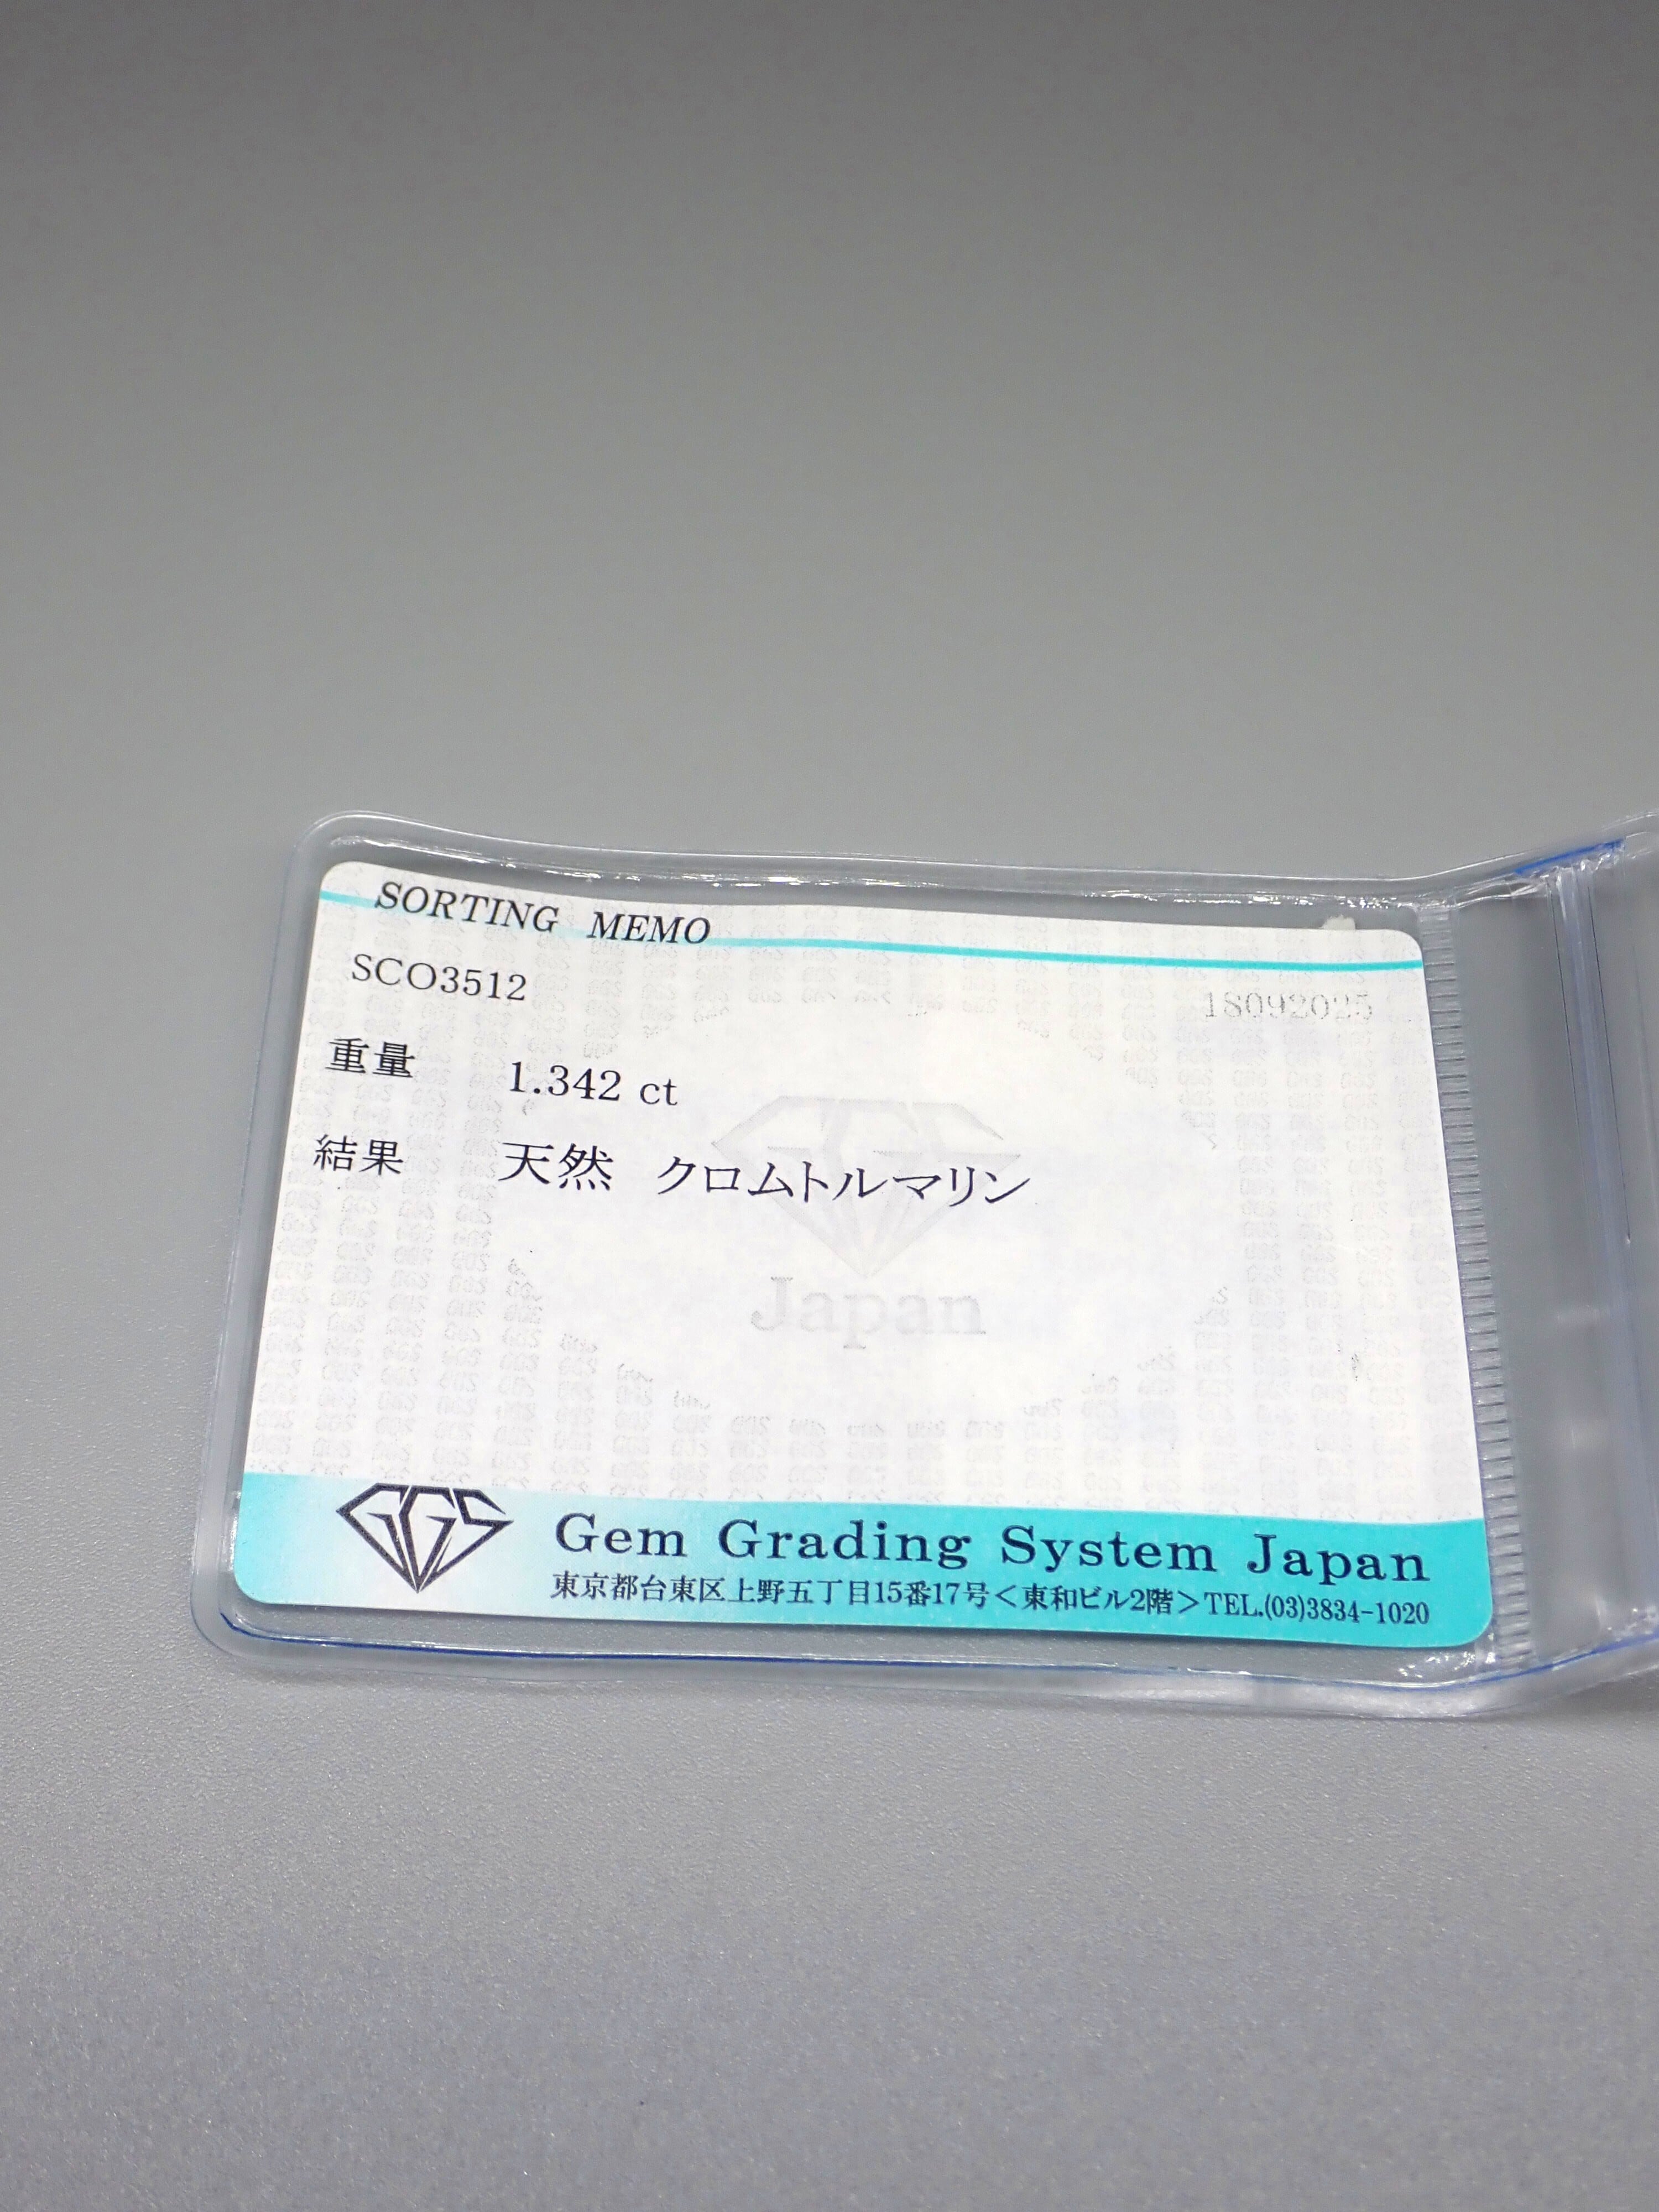 SORTING MEMO
SCO3512 18092025
重量 1.342 ct
結果 天然 クロムトルマリン
GGS
Japan
GGS Gem Grading System Japan
東京都台東区上野五丁目15番17号＜東和ビル2階＞TEL.(03)3834-1020